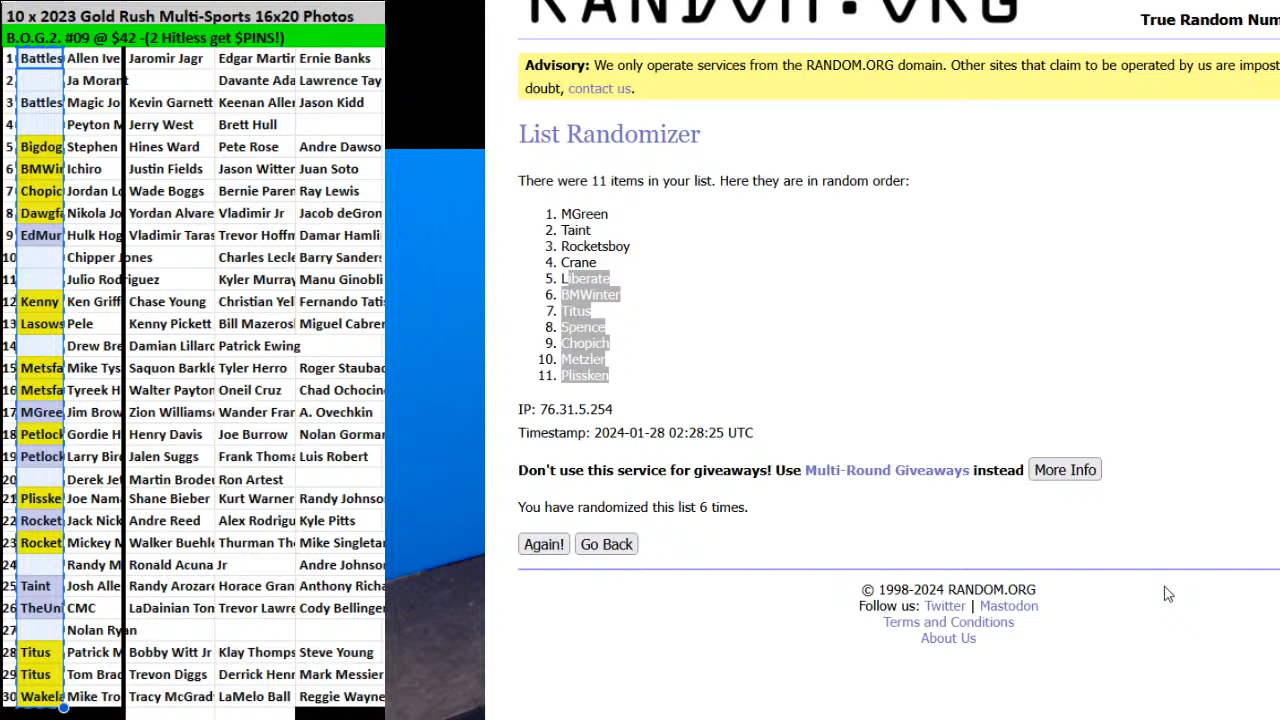 10 x 2023 Gold Rush Multi-Sports 16x20 Photos
B.O.G.2. #09 @ $42 -(2 Hitless get $PINS!)
1 Battles Allen Ive Jaromir Jagr Edgar Martin Ernie Banks
2 Ja Morant Davante Ada Lawrence Tay
3 Battles Magic Jo Kevin Garnett Keenan Allen Jason Kidd
4 Peyton M Jerry West Brett Hull
5 Bigdog Stephen Hines Ward Pete Rose Andre Dawso
6 BMWin Ichiro Justin Fields Jason Witten Juan Soto
7 Chopic Jordan Lo Wade Boggs Bernie Paren Ray Lewis
8 Dawgfa Nikola Jo Yordan Alvare Vladimir Jr Jacob deGron
9 EdMur Hulk Hog Vladimir Taras Trevor Hoffm Damar Hamli
10 Chipper Jones Charles Lecle Barry Sanders
11 Julio Rodriguez Kyler Murray Manu Ginobli
12 Kenny Ken Griff Chase Young Christian Yel Fernando Tatis
13 Lasows Pele Kenny Pickett Bill Mazerosl Miguel Cabrer
14 Drew Bre Damian Lillard Patrick Ewing
15 Metsfa Mike Tys Saquon Barkle Tyler Herro Roger Staubac
16 Metsfa Tyreek H Walter Payton Oneil Cruz Chad Ochocin
17 MGree Jim Brow Zion Williams Wander Fran A. Ovechkin
18 Petlock Gordie H Henry Davis Joe Burrow Nolan Gorman
19 Petlock Larry Bir Jalen Suggs Frank Thoma Luis Robert
20 Derek Jet Martin Brodeu Ron Artest
21 Plisske Joe Nama Shane Bieber Kurt Warner Randy Johnso
22 Rocket Jack Nick Andre Reed Alex Rodrigu Kyle Pitts
23 Rocket Mickey M Walker Buehle Thurman Th Mike Singletar
24 Randy M Ronald Acuna Jr Andre Johnso
25 Taint Josh Alle Randy Arozare Horace Gran Anthony Richa
26 TheUni CMC LaDainian Ton Trevor Lawre Cody Bellinger
27 Nolan Ryan
28 Titus Patrick M Bobby Witt Jr Klay Thomps Steve Young
29 Titus Tom Brad Trevon Diggs Derrick Henr Mark Messier
30 Wakela Mike Tro Tracy McGrad LaMelo Ball Reggie Wayne
RANDOM.ORG
True Random Num
Advisory: We only operate services from the RANDOM.ORG domain. Other sites that claim to be operated by us are impost
doubt, contact us.
List Randomizer
There were 11 items in your list. Here they are in random order:
1. MGreen
2. Taint
3. Rocketsboy
4. Crane
5. Liberate
6. BMWinter
7. Titus
8. Spence
9. Chopich
10. Metzler
11. Plissken
IP: 76.31.5.254
Timestamp: 2024-01-28 02:28:25 UTC
Don't use this service for giveaways! Use Multi-Round Giveaways instead More Info
You have randomized this list 6 times.
Again! Go Back
© 1998-2024 RANDOM.ORG
Follow us: Twitter | Mastodon
Terms and Conditions
About Us